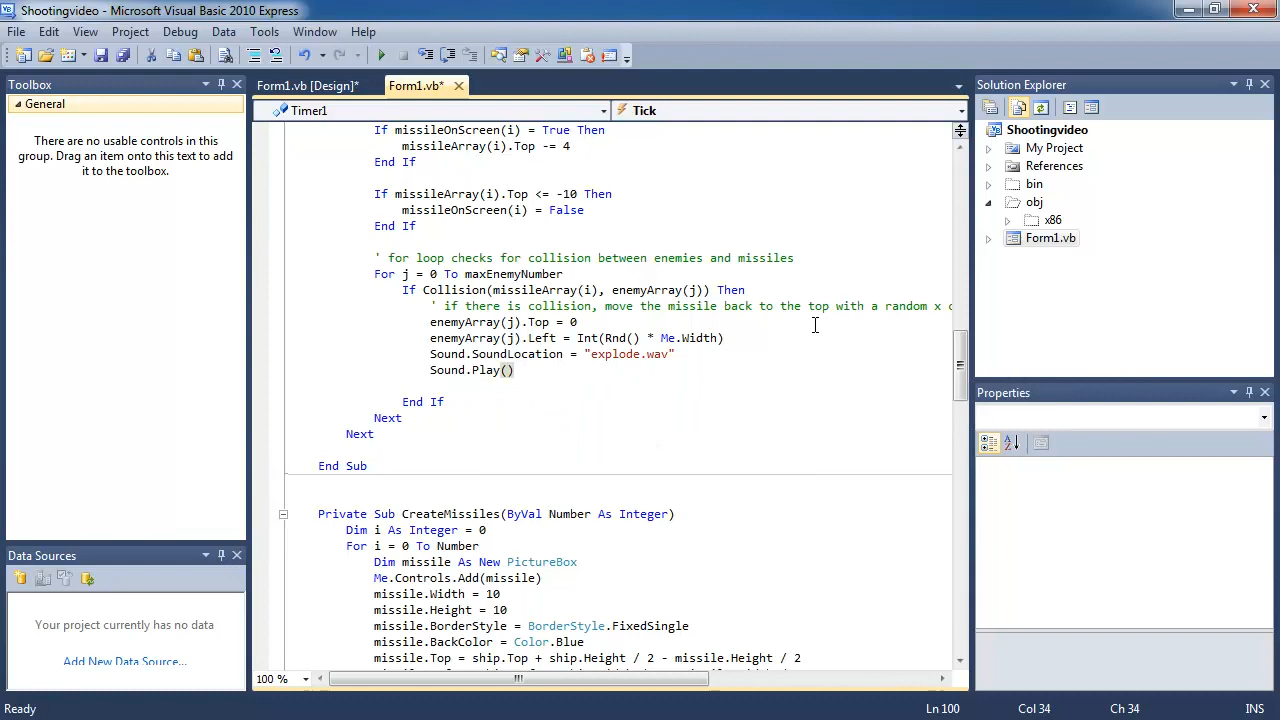 Shootingvideo - Microsoft Visual Basic 2010 Express
File Edit View Project Debug Data Tools Window Help
Toolbox
General
There are no usable controls in this
group. Drag an item onto this text to add
it to the toolbox.
Data Sources
Your project currently has no data
Add New Data Source...
Form1.vb [Design]*
Form1.vb*
Timer1
Tick
If missileOnScreen(i) = True Then
missileArray(i).Top -= 4
End If
If missileArray(i).Top <= -10 Then
missileOnScreen(i) = False
End If
' for loop checks for collision between enemies and missiles
For j = 0 To maxEnemyNumber
If Collision(missileArray(i), enemyArray(j)) Then
' if there is collision, move the missile back to the top with a random x c
enemyArray(j).Top = 0
enemyArray(j).Left = Int(Rnd() * Me.Width)
Sound.SoundLocation = "explode.wav"
Sound.Play()
End If
Next
Next
End Sub
Private Sub CreateMissiles(ByVal Number As Integer)
Dim i As Integer = 0
For i = 0 To Number
Dim missile As New PictureBox
Me.Controls.Add(missile)
missile.Width = 10
missile.Height = 10
missile.BorderStyle = BorderStyle.FixedSingle
missile.BackColor = Color.Blue
missile.Top = ship.Top + ship.Height / 2 - missile.Height / 2
100 %
Solution Explorer
Shootingvideo
My Project
References
bin
obj
x86
Form1.vb
Properties
Ready
Ln 100
Col 34
Ch 34
INS